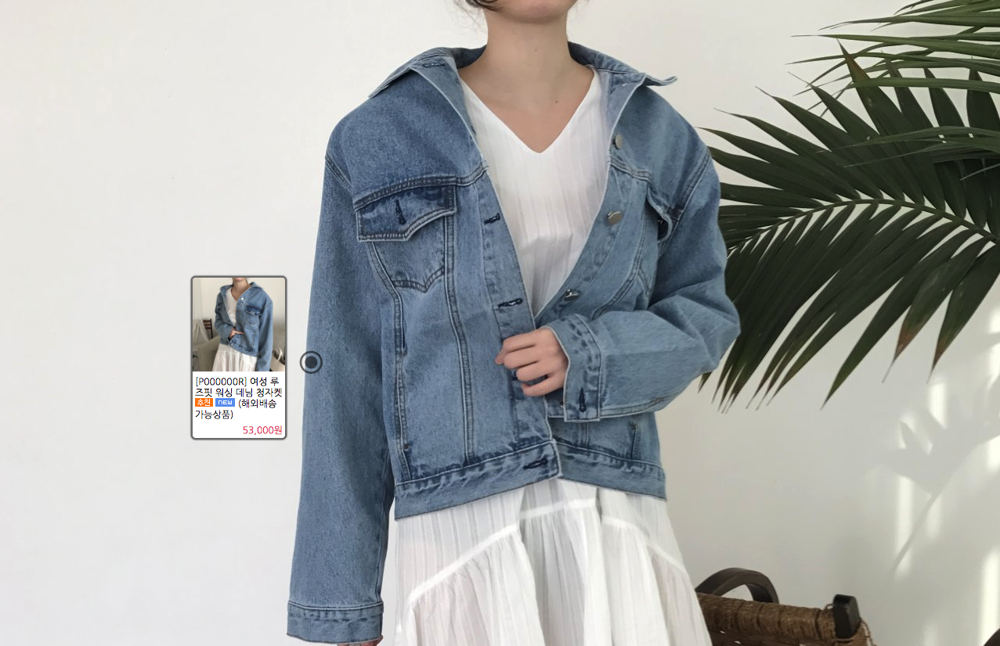 [P000000R] 여성 루
즈핏 워싱 데님 청자켓
추천 NEW (해외배송
가능상품)
53,000원